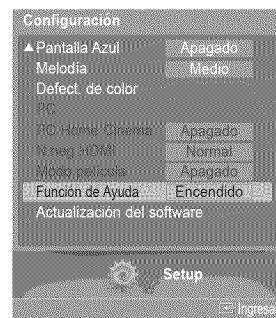 Configuración
▲Pantalla Azul Apagado
Melodía Medio
Defect. de color
PC
PC Home Cinema Apagado
N.neg HDMI Normal
Modo película Apagado
Función de Ayuda Encendido
Actualización del software
Setup
Ingresa